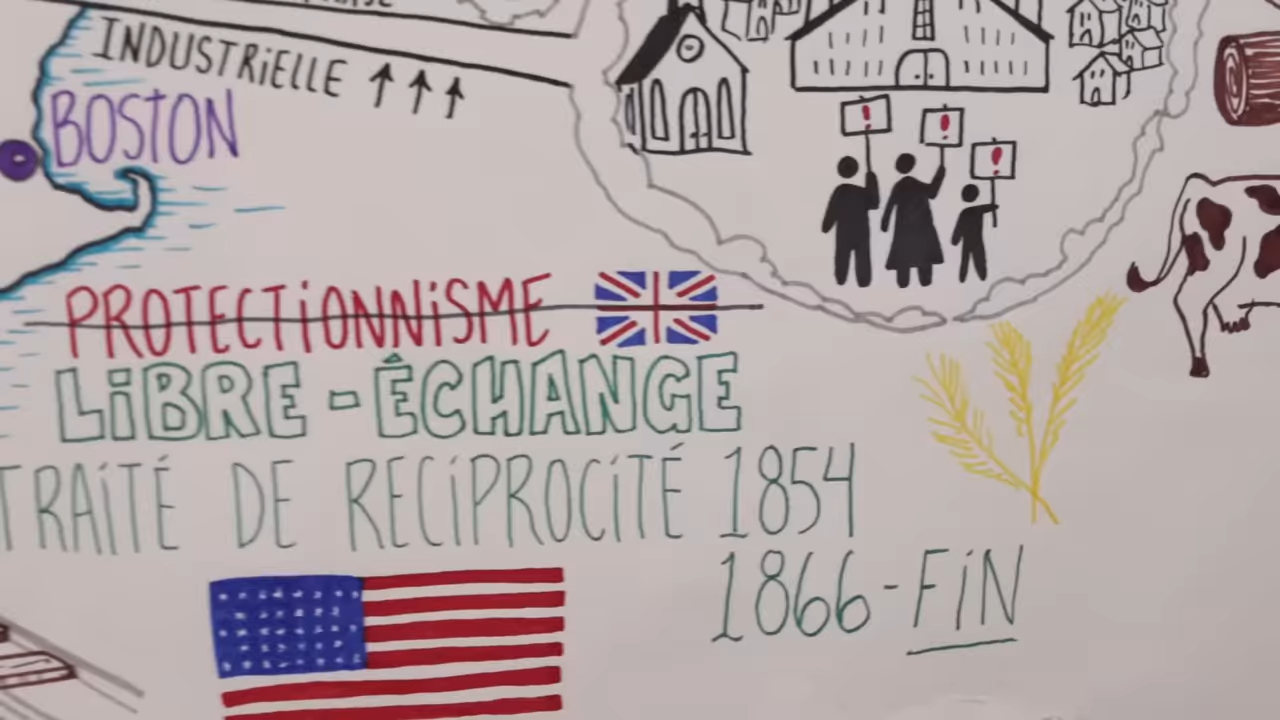 INDUSTRiELLE ↑↑↑
BOSTON
! ! !
PROTECTiONNiSME
LiBRE-ÉCHANGE
TRAiTÉ DE RECiPROCiTÉ 1854
1866-FiN